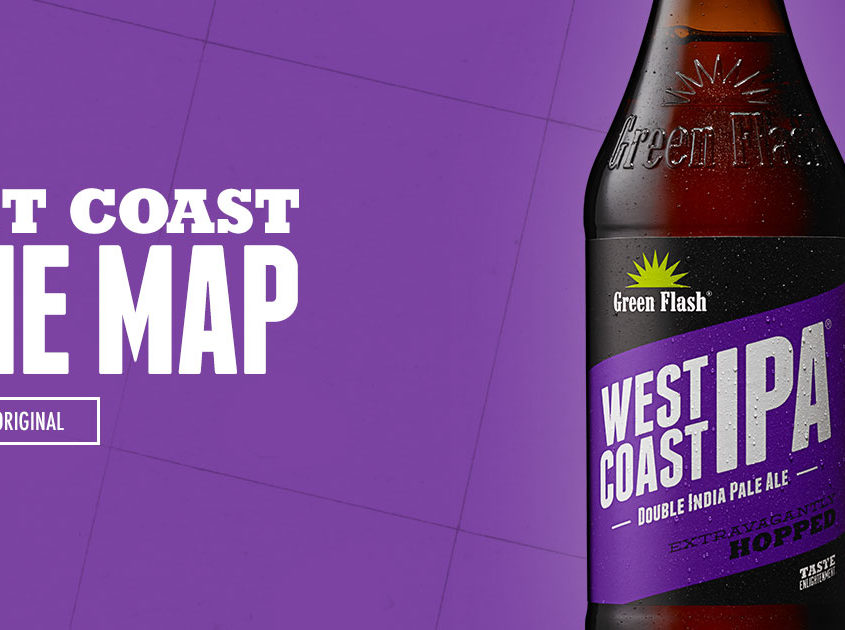 T COAST
E MAP
ORIGINAL
Green Flash
Green Flash®
WEST
COAST IPA®
— DOUBLE INDIA PALE ALE —
EXTRAVAGANTLY
HOPPED
TASTE
ENLIGHTENMENT